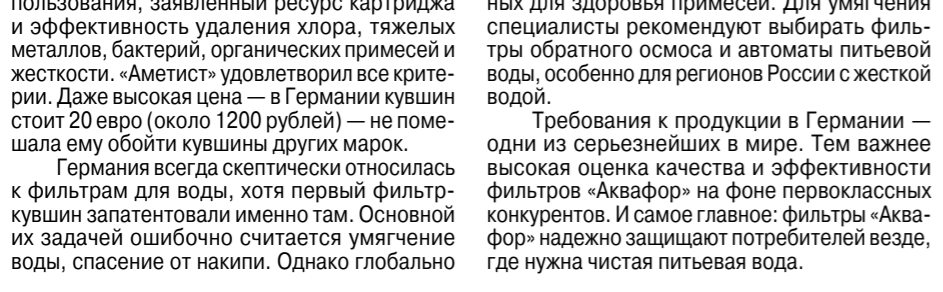 пользования, заявленный ресурс картриджа
и эффективность удаления хлора, тяжелых
металлов, бактерий, органических примесей и
жесткости. «Аметист» удовлетворил все крите-
рии. Даже высокая цена — в Германии кувшин
стоит 20 евро (около 1200 рублей) — не поме-
шала ему обойти кувшины других марок.
Германия всегда скептически относилась
к фильтрам для воды, хотя первый фильтр-
кувшин запатентовали именно там. Основной
их задачей ошибочно считается умягчение
воды, спасение от накипи. Однако глобально
ных для здоровья примесей. Для умягчения
специалисты рекомендуют выбирать филь-
тры обратного осмоса и автоматы питьевой
воды, особенно для регионов России с жесткой
водой.
Требования к продукции в Германии —
одни из серьезнейших в мире. Тем важнее
высокая оценка качества и эффективности
фильтров «Аквафор» на фоне первоклассных
конкурентов. И самое главное: фильтры «Аква-
фор» надежно защищают потребителей везде,
где нужна чистая питьевая вода.